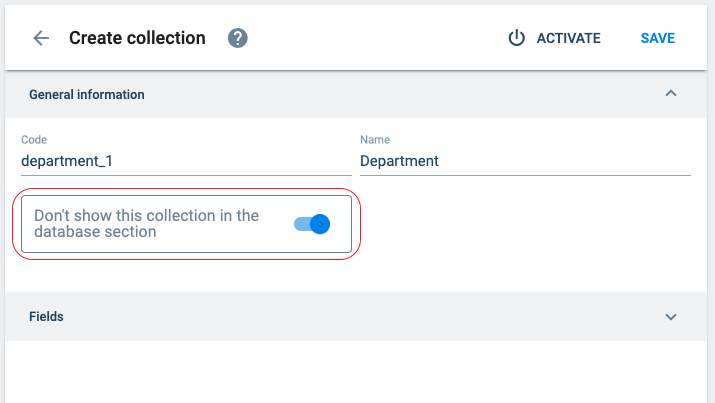 Create collection ? ACTIVATE SAVE
General information
Code Name
department_1 Department
Don't show this collection in the
database section
Fields